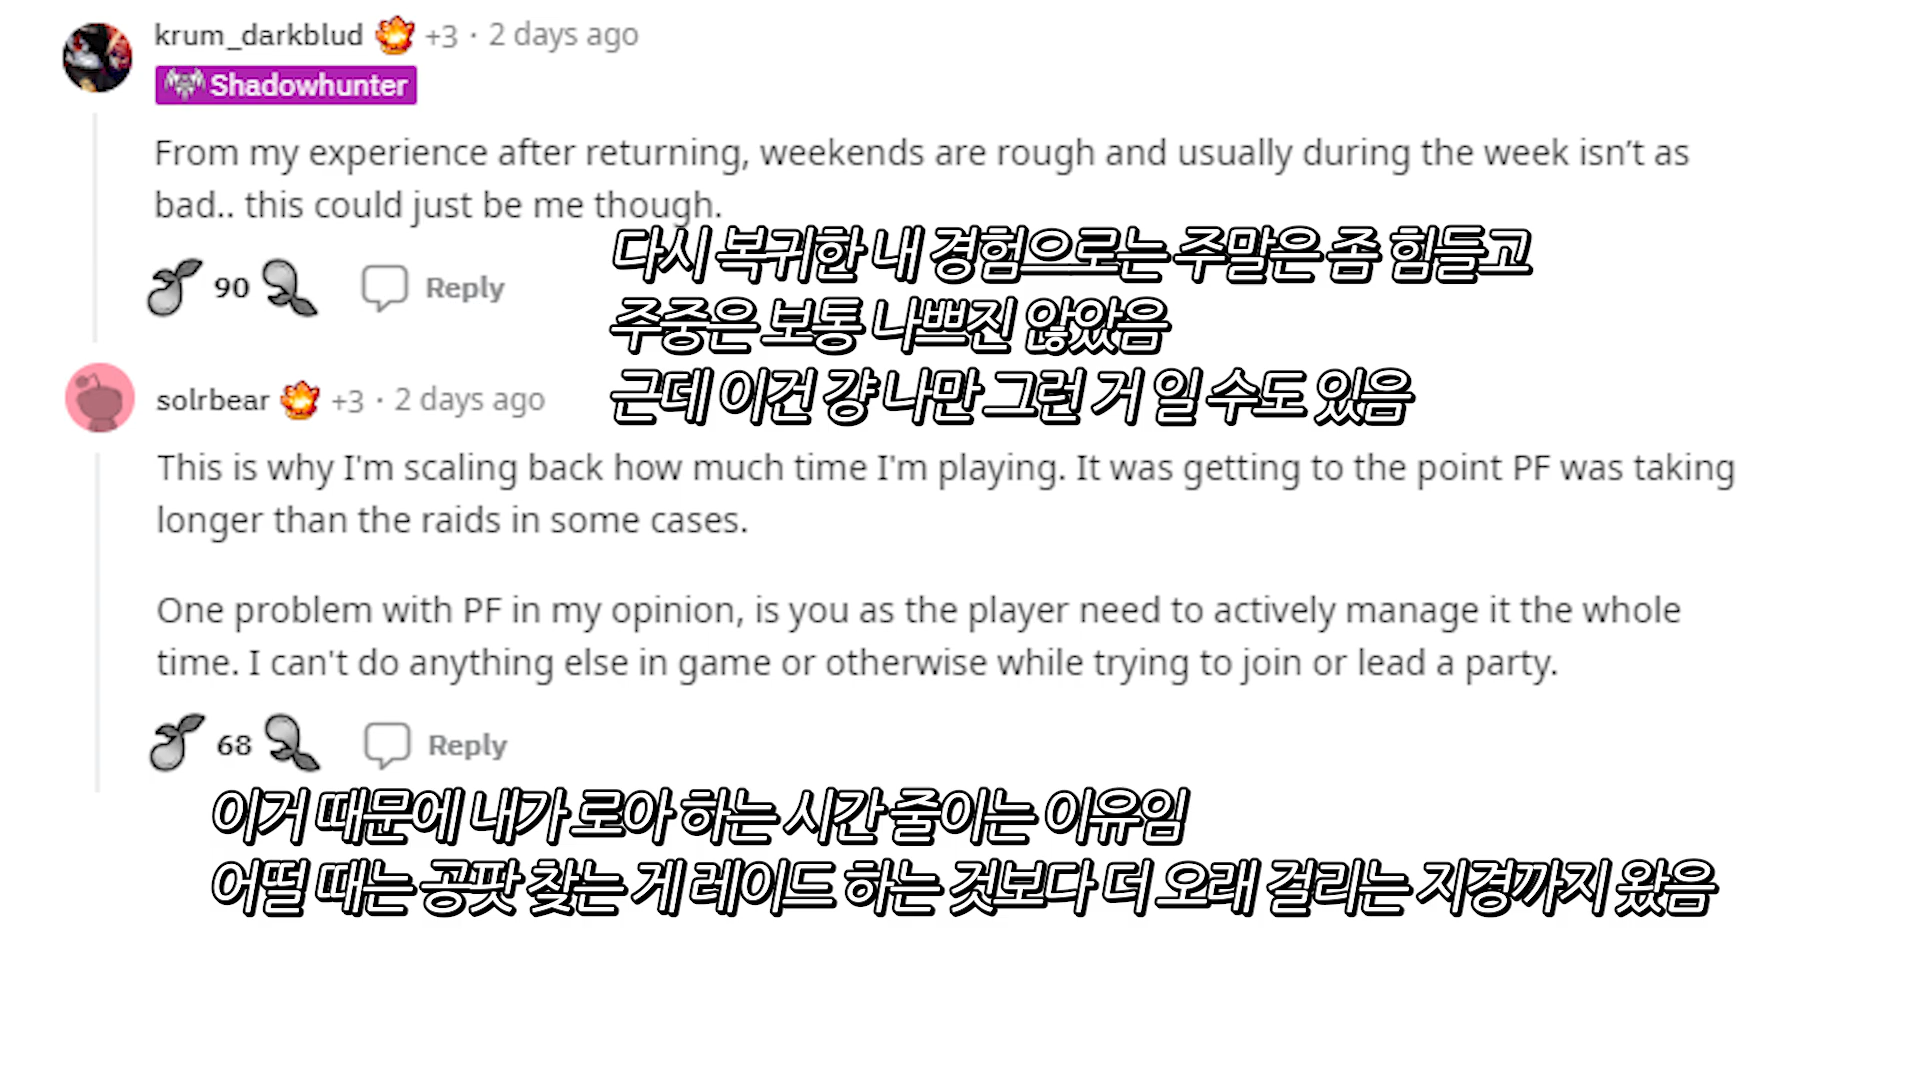 krum_darkblud +3 · 2 days ago
Shadowhunter
From my experience after returning, weekends are rough and usually during the week isn’t as
bad.. this could just be me though.
다시 복귀한 내 경험으로는 주말은 좀 힘들고
90 Reply
주중은 보통 나쁘진 않았음
근데 이건 걍 나만 그런 거 일 수도 있음
solrbear +3 · 2 days ago
This is why I'm scaling back how much time I'm playing. It was getting to the point PF was taking
longer than the raids in some cases.
One problem with PF in my opinion, is you as the player need to actively manage it the whole
time. I can't do anything else in game or otherwise while trying to join or lead a party.
68 Reply
이거 때문에 내가 로아 하는 시간 줄이는 이유임
어떨 때는 공팟 찾는 게 레이드 하는 것보다 더 오래 걸리는 지경까지 왔음